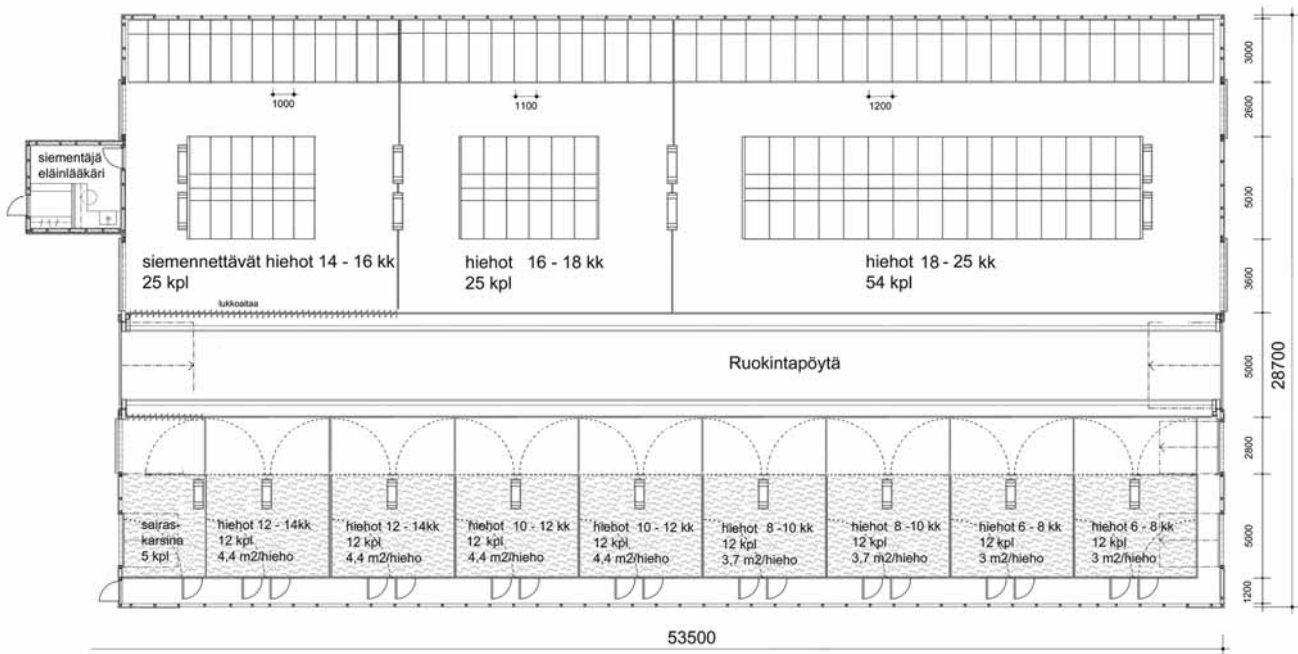 3000
1000
1100
1200
2600
siementäjä
eläinlääkäri
5000
siemennettävät hiehot 14 - 16 kk
25 kpl
hiehot 16 - 18 kk
25 kpl
hiehot 18 - 25 kk
54 kpl
3600
lukkoaitaa
Ruokintapöytä
5000
28700
2800
sairas-
karsina
5 kpl
hiehot 12 - 14kk
12 kpl
4,4 m2/hieho
hiehot 12 - 14kk
12 kpl
4,4 m2/hieho
hiehot 10 - 12 kk
12 kpl
4,4 m2/hieho
hiehot 10 - 12 kk
12 kpl
4,4 m2/hieho
hiehot 8 -10 kk
12 kpl
3,7 m2/hieho
hiehot 8 -10 kk
12 kpl
3,7 m2/hieho
hiehot 6 - 8 kk
12 kpl
3 m2/hieho
hiehot 6 - 8 kk
12 kpl
3 m2/hieho
5000
1200
53500